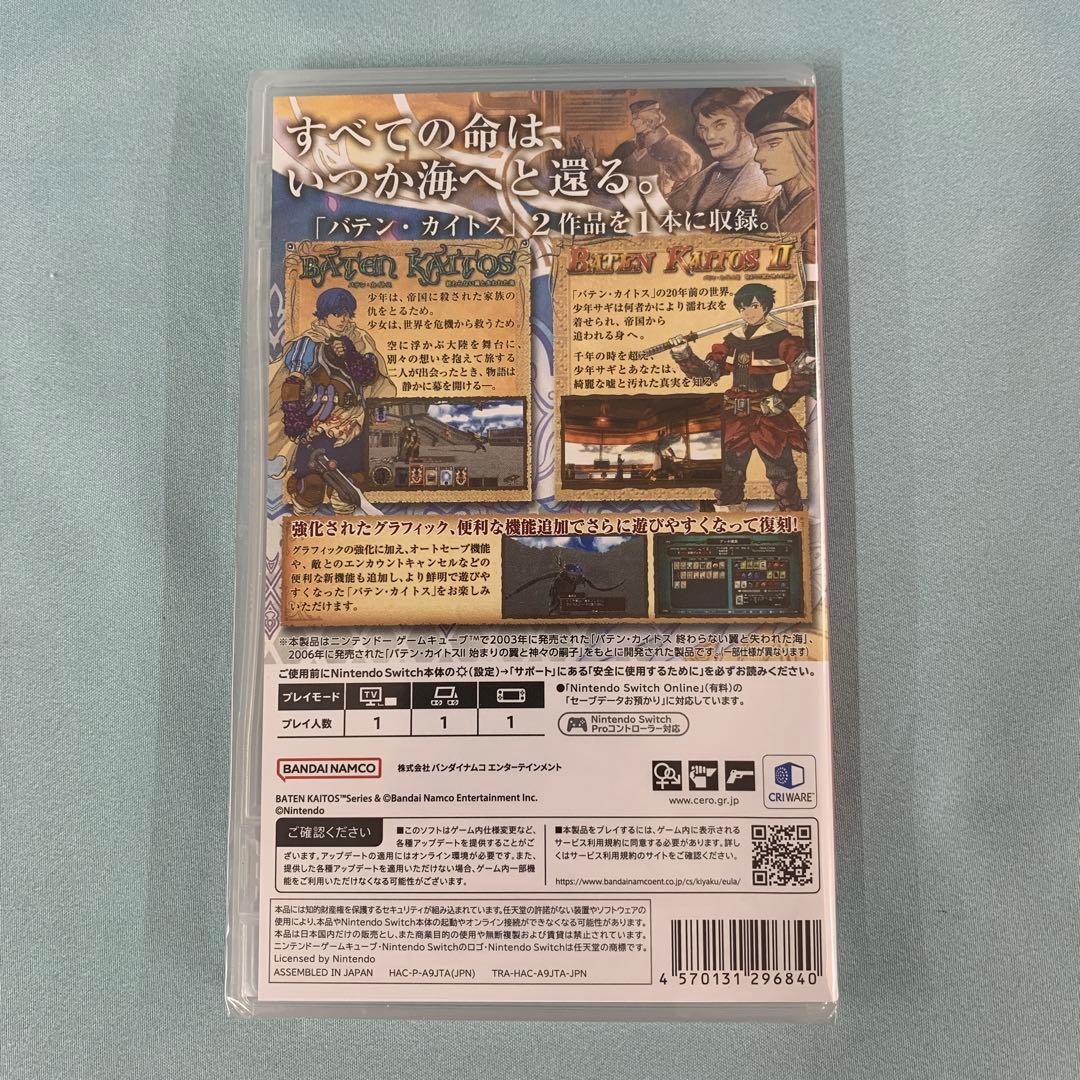 すべての命は、
いつか海へと還る。
「バテン・カイトス」2作品を1本に収録。
BATEN KAITOS
バテン・カイトス 終わらない翼と失われた海
少年は、帝国に殺された家族の
仇をとるため。
少女は、世界を危機から救うため。
空に浮かぶ大陸を舞台に、
別々の想いを抱えて旅する
二人が出会ったとき、物語は
静かに幕を開ける―。
BATEN KAITOS II
「バテン・カイトス」の20年前の世界。
少年サギは何者かにより濡れ衣を
着せられ、帝国から
追われる身へ。
千年の時を超え、
少年サギとあなたは、
綺麗な嘘と汚れた真実を知る。
強化されたグラフィック、便利な機能追加でさらに遊びやすくなって復刻!
グラフィックの強化に加え、オートセーブ機能
や、敵とのエンカウントキャンセルなどの
便利な新機能も追加し、より鮮明で遊びや
すくなった「バテン・カイトス」をお楽しみ
いただけます。
※本製品はニンテンドー ゲームキューブ™で2003年に発売された「バテン・カイトス 終わらない翼と失われた海」、
2006年に発売された「バテン・カイトスII 始まりの翼と神々の嗣子」をもとに開発された製品です。(一部仕様が異なります)
ご使用前にNintendo Switch本体の(設定)→「サポート」にある「安全に使用するために」を必ずお読みください。
プレイモード TV
プレイ人数 1 1 1
●「Nintendo Switch Online」(有料)の
「セーブデータお預かり」に対応しています。
Nintendo Switch
Proコントローラー対応
BANDAI NAMCO 株式会社 バンダイナムコ エンターテインメント
BATEN KAITOS™Series & ©Bandai Namco Entertainment Inc.
©Nintendo
www.cero.gr.jp
CRIWARE™
ご確認ください
■このソフトはゲーム内仕様変更など、
各種アップデートを提供することがご
ざいます。アップデートの適用にはオンライン環境が必要です。また、
提供した各種アップデートを適用いただけない場合、ゲーム内一部機
能をご利用いただけなくなる可能性がございます。
■本製品をプレイするには、ゲーム内に表示される
サービス利用規約に同意する必要があります。詳し
くはサービス利用規約のサイトをご確認ください。
https://www.bandainamcoent.co.jp/cs/kiyaku/eula/
本品には知的財産権を保護するセキュリティが組み込まれています。任天堂の許諾がない装置やソフトウェアの
使用により、本品やNintendo Switch本体の起動やオンライン接続ができなくなる可能性があります。
本品は日本国内だけの販売とし、また商業目的の使用や無断複製および賃貸は禁止されています。
ニンテンドーゲームキューブ・Nintendo Switchのロゴ・Nintendo Switchは任天堂の商標です。
Licensed by Nintendo
ASSEMBLED IN JAPAN HAC-P-A9JTA(JPN) TRA-HAC-A9JTA-JPN
4 570131 296840